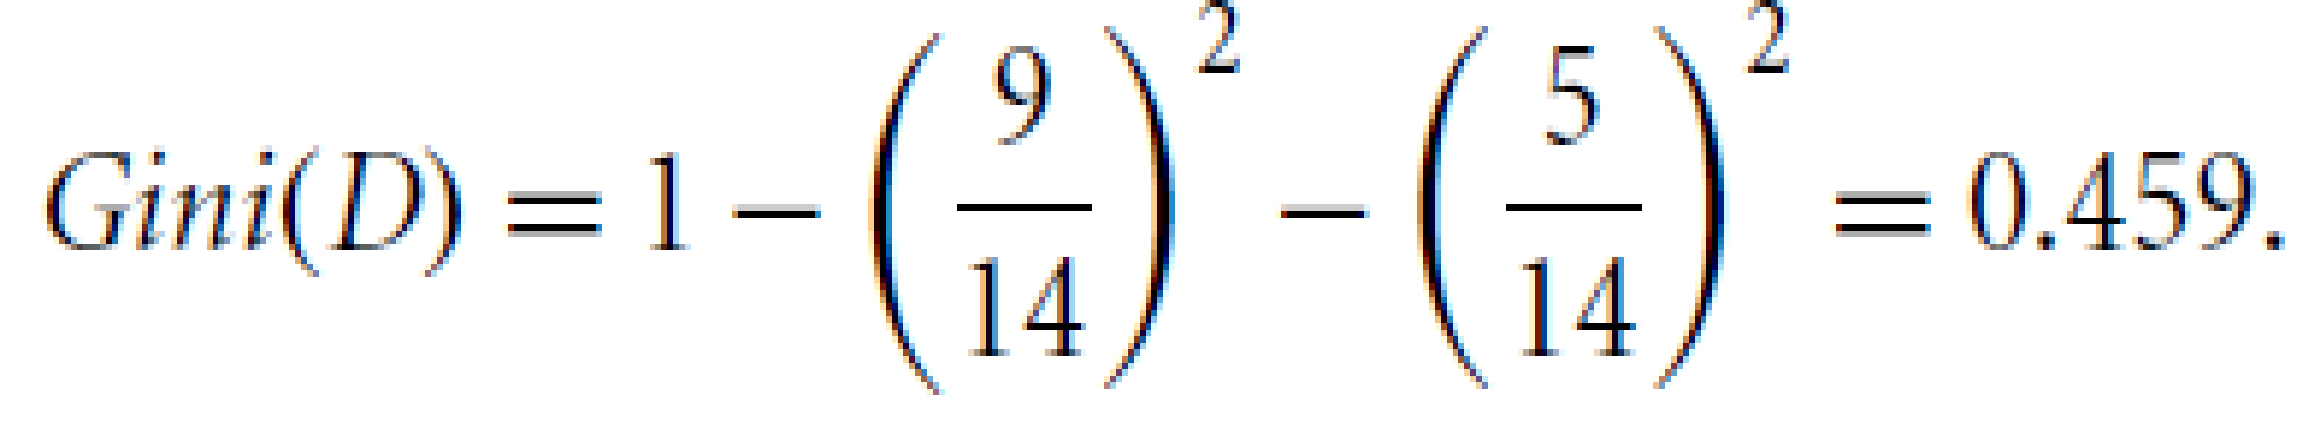 Gini(D) = 1 − (9/14)² − (5/14)² = 0.459.